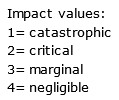 Impact values:
1= catastrophic
2= critical
3= marginal
4= negligible